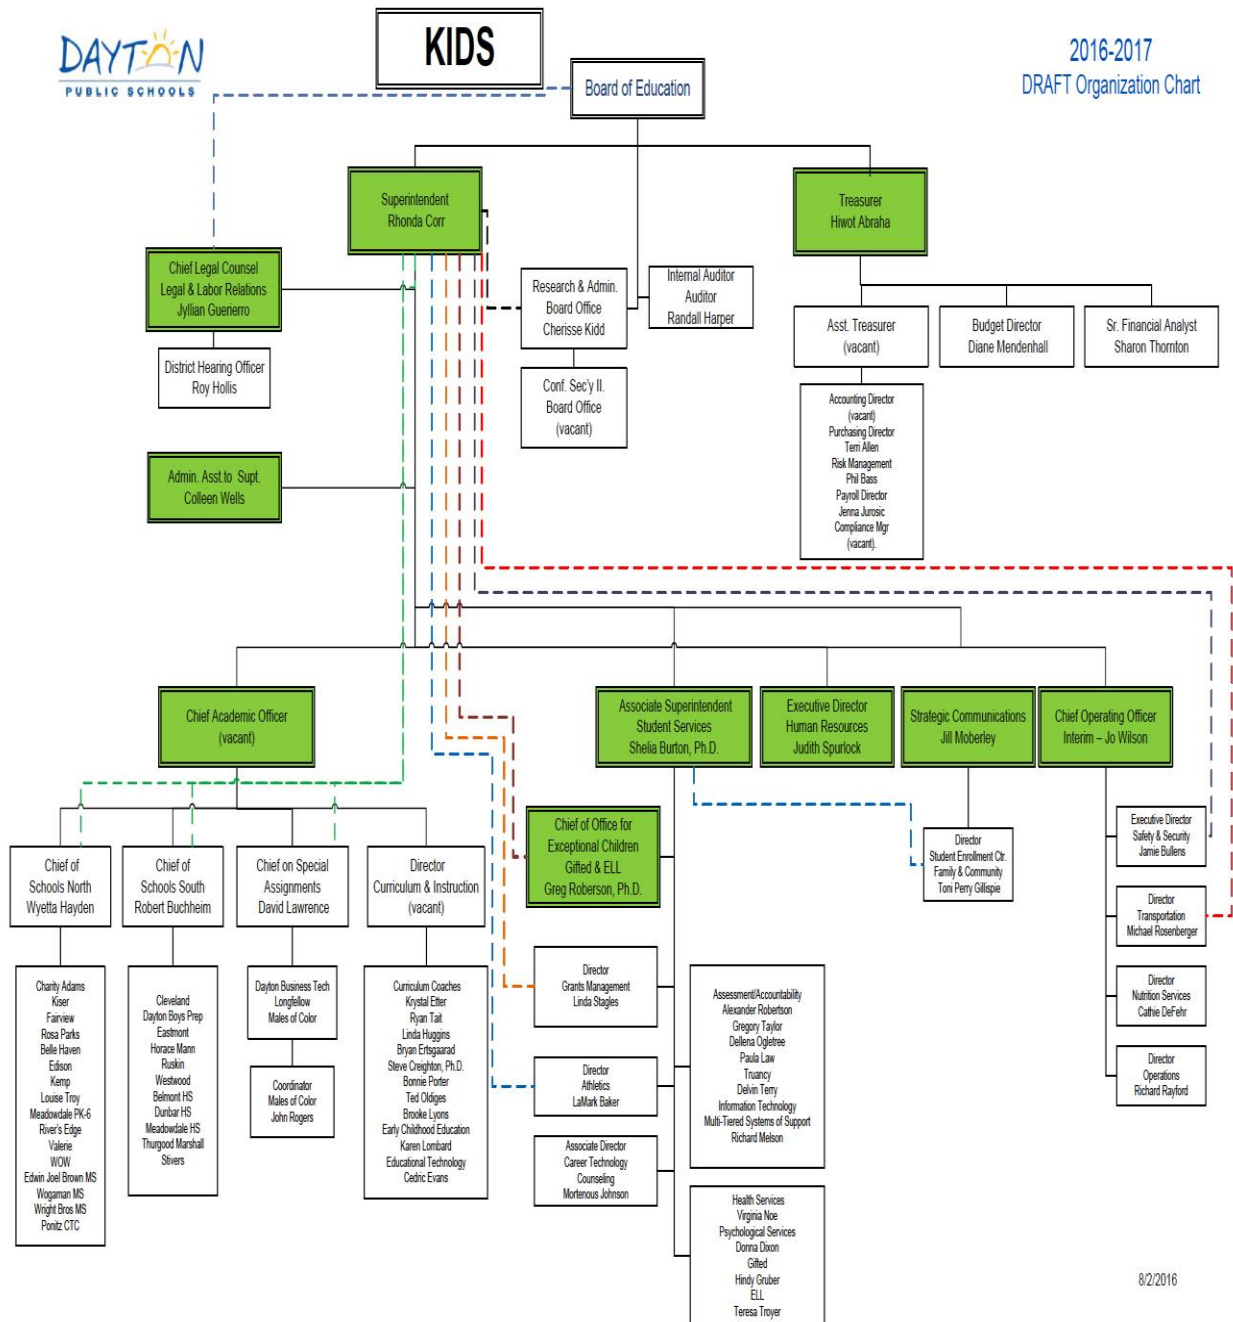 DAYTON
PUBLIC SCHOOLS
KIDS
2016-2017
DRAFT Organization Chart
Board of Education
Superintendent
Rhonda Corr
Treasurer
Hiwot Abraha
Chief Legal Counsel
Legal & Labor Relations
Jyllian Guerierro
District Hearing Officer
Roy Hollis
Research & Admin.
Board Office
Cherisse Kidd
Internal Auditor
Auditor
Randall Harper
Conf. Sec'y II.
Board Office
(vacant)
Asst. Treasurer
(vacant)
Budget Director
Diane Mendenhall
Sr. Financial Analyst
Sharon Thornton
Accounting Director
(vacant)
Purchasing Director
Terri Allen
Risk Management
Phil Bass
Payroll Director
Jenna Jurosic
Compliance Mgr
(vacant).
Admin. Asst.to Supt.
Colleen Wells
Chief Academic Officer
(vacant)
Associate Superintendent
Student Services
Shelia Burton, Ph.D.
Executive Director
Human Resources
Judith Spurlock
Strategic Communications
Jill Moberley
Chief Operating Officer
Interim – Jo Wilson
Chief of
Schools North
Wyetta Hayden
Chief of
Schools South
Robert Buchheim
Chief on Special
Assignments
David Lawrence
Director
Curriculum & Instruction
(vacant)
Chief of Office for
Exceptional Children
Gifted & ELL
Greg Roberson, Ph.D.
Director
Student Enrollment Ctr.
Family & Community
Toni Perry Gillispie
Executive Director
Safety & Security
Jamie Bullens
Director
Transportation
Michael Rosenberger
Director
Nutrition Services
Cathie DeFehr
Director
Operations
Richard Rayford
Charity Adams
Kiser
Fairview
Rosa Parks
Belle Haven
Edison
Kemp
Louise Troy
Meadowdale PK-6
River's Edge
Valerie
WOW
Edwin Joel Brown MS
Wogaman MS
Wright Bros MS
Ponitz CTC
Cleveland
Dayton Boys Prep
Eastmont
Horace Mann
Ruskin
Westwood
Belmont HS
Dunbar HS
Meadowdale HS
Thurgood Marshall
Stivers
Dayton Business Tech
Longfellow
Males of Color
Coordinator
Males of Color
John Rogers
Curriculum Coaches
Krystal Etter
Ryan Tait
Linda Huggins
Bryan Ertsgaarad
Steve Creighton, Ph.D.
Bonnie Porter
Ted Oldiges
Brooke Lyons
Early Childhood Education
Karen Lombard
Educational Technology
Cedric Evans
Director
Grants Management
Linda Stagles
Director
Athletics
LaMark Baker
Associate Director
Career Technology
Counseling
Mortenous Johnson
Assessment/Accountability
Alexander Robertson
Gregory Taylor
Dellena Ogletree
Paula Law
Truancy
Delvin Terry
Information Technology
Multi-Tiered Systems of Support
Richard Melson
Health Services
Virginia Noe
Psychological Services
Donna Dixon
Gifted
Hindy Gruber
ELL
Teresa Troyer
8/2/2016